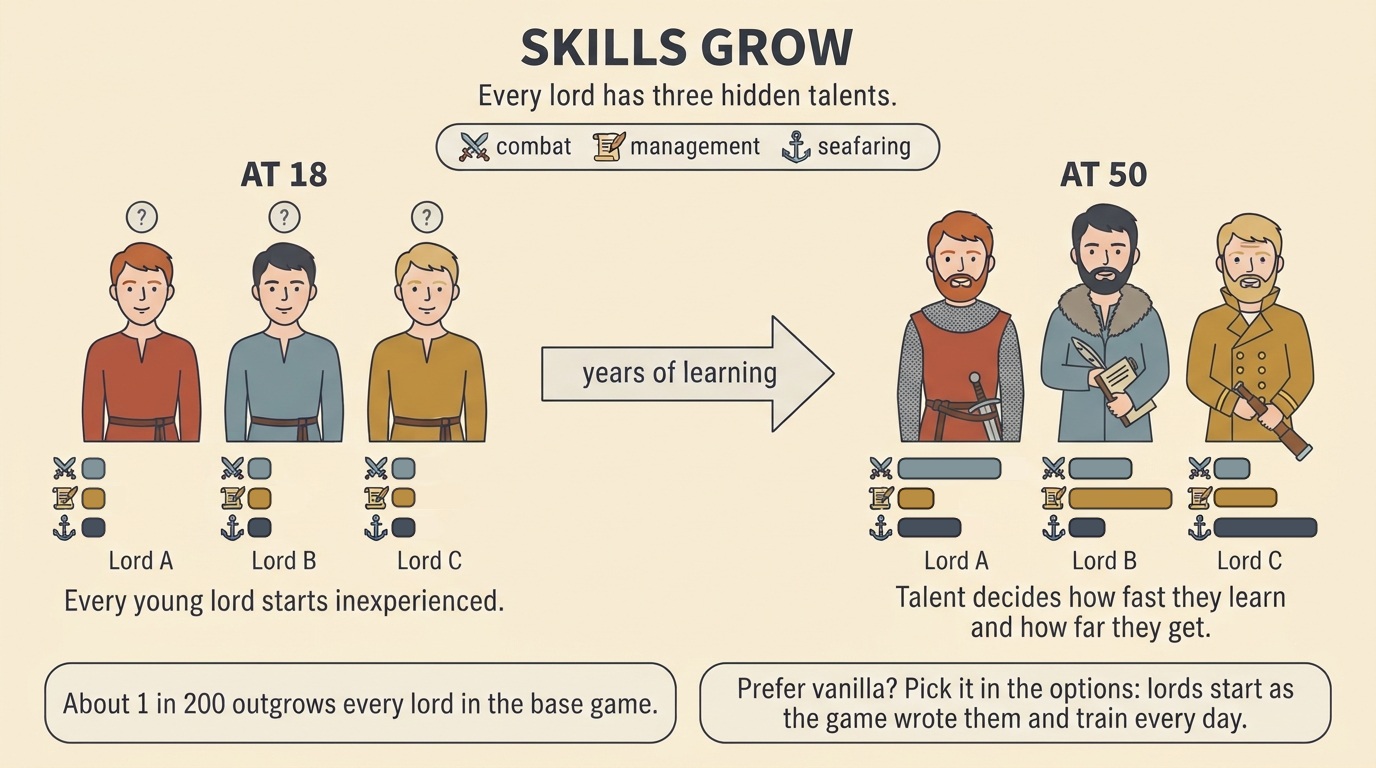 SKILLS GROW
Every lord has three hidden talents.
combat management seafaring
AT 18
? ? ?
Lord A Lord B Lord C
Every young lord starts inexperienced.
years of learning
AT 50
Lord A Lord B Lord C
Talent decides how fast they learn
and how far they get.
About 1 in 200 outgrows every lord in the base game.
Prefer vanilla? Pick it in the options: lords start as
the game wrote them and train every day.